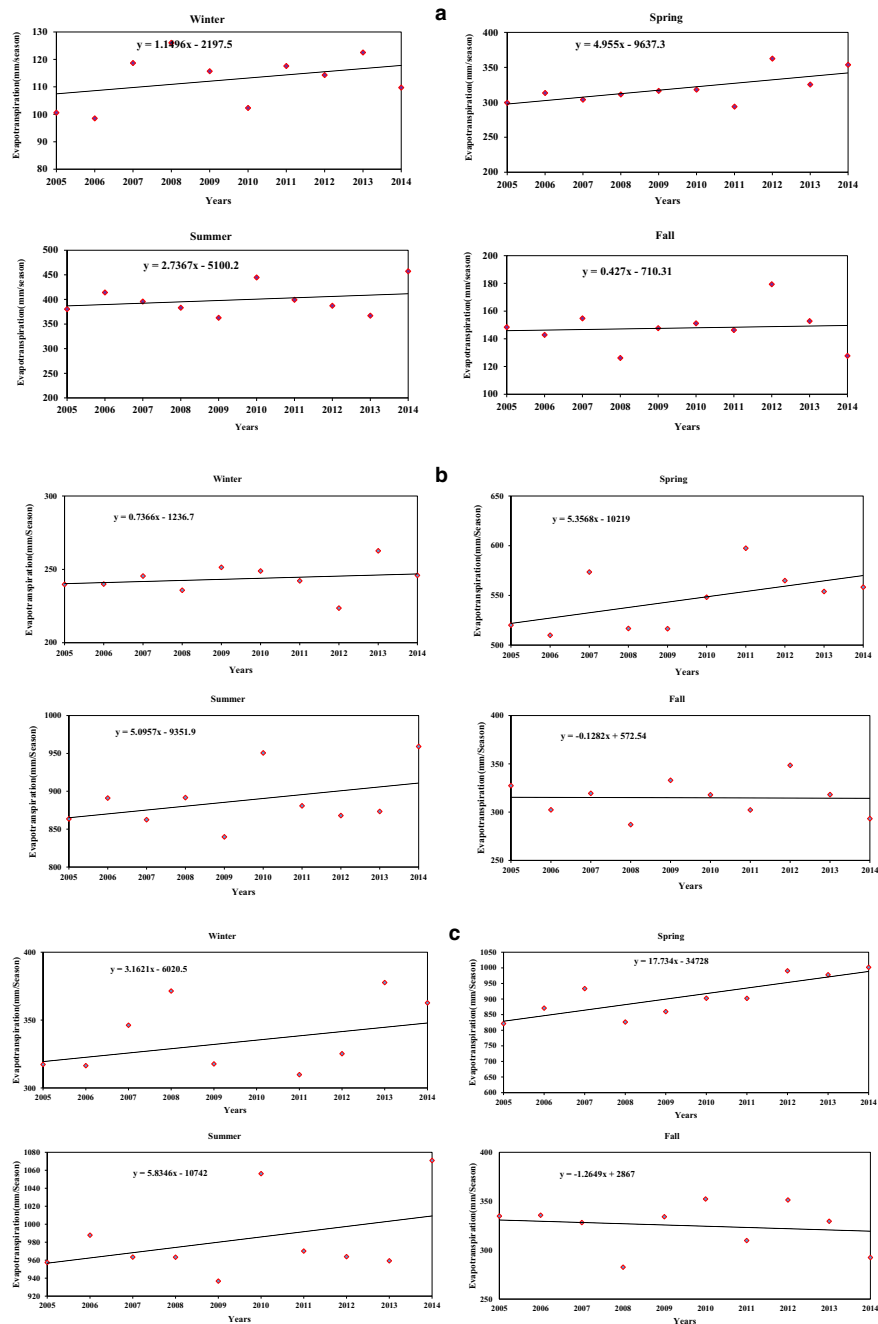 a
Winter
y = 1.1496x - 2197.5
Evapotranspiration(mm/season)
130
120
110
100
90
80
2005 2006 2007 2008 2009 2010 2011 2012 2013 2014
Years
Spring
y = 4.955x - 9637.3
Evapotranspiration(mm/season)
400
350
300
250
200
2005 2006 2007 2008 2009 2010 2011 2012 2013 2014
Years
Summer
y = 2.7367x - 5100.2
Evapotranspiration(mm/season)
500
450
400
350
300
250
200
2005 2006 2007 2008 2009 2010 2011 2012 2013 2014
Years
Fall
y = 0.427x - 710.31
Evapotranspiration(mm/season)
200
180
160
140
120
100
2005 2006 2007 2008 2009 2010 2011 2012 2013 2014
Years
b
Winter
y = 0.7366x - 1236.7
Evapotranspiration(mm/Season)
300
250
200
2005 2006 2007 2008 2009 2010 2011 2012 2013 2014
Years
Spring
y = 5.3568x - 10219
Evapotranspiration(mm/Season)
650
600
550
500
2005 2006 2007 2008 2009 2010 2011 2012 2013 2014
Years
Summer
y = 5.0957x - 9351.9
Evapotranspiration(mm/Season)
1000
950
900
850
800
2005 2006 2007 2008 2009 2010 2011 2012 2013 2014
Years
Fall
y = -0.1282x + 572.54
Evapotranspiration(mm/Season)
400
350
300
250
2005 2006 2007 2008 2009 2010 2011 2012 2013 2014
Years
c
Winter
y = 3.1621x - 6020.5
Evapotranspiration(mm/Season)
400
350
300
2005 2006 2007 2008 2009 2010 2011 2012 2013 2014
Years
Spring
y = 17.734x - 34728
Evapotranspiration(mm/Season)
1050
1000
950
900
850
800
750
700
650
600
2005 2006 2007 2008 2009 2010 2011 2012 2013 2014
Years
Summer
y = 5.8346x - 10742
Evapotranspiration(mm/Season)
1080
1060
1040
1020
1000
980
960
940
920
2005 2006 2007 2008 2009 2010 2011 2012 2013 2014
Years
Fall
y = -1.2649x + 2867
Evapotranspiration(mm/Season)
400
350
300
250
2005 2006 2007 2008 2009 2010 2011 2012 2013 2014
Years